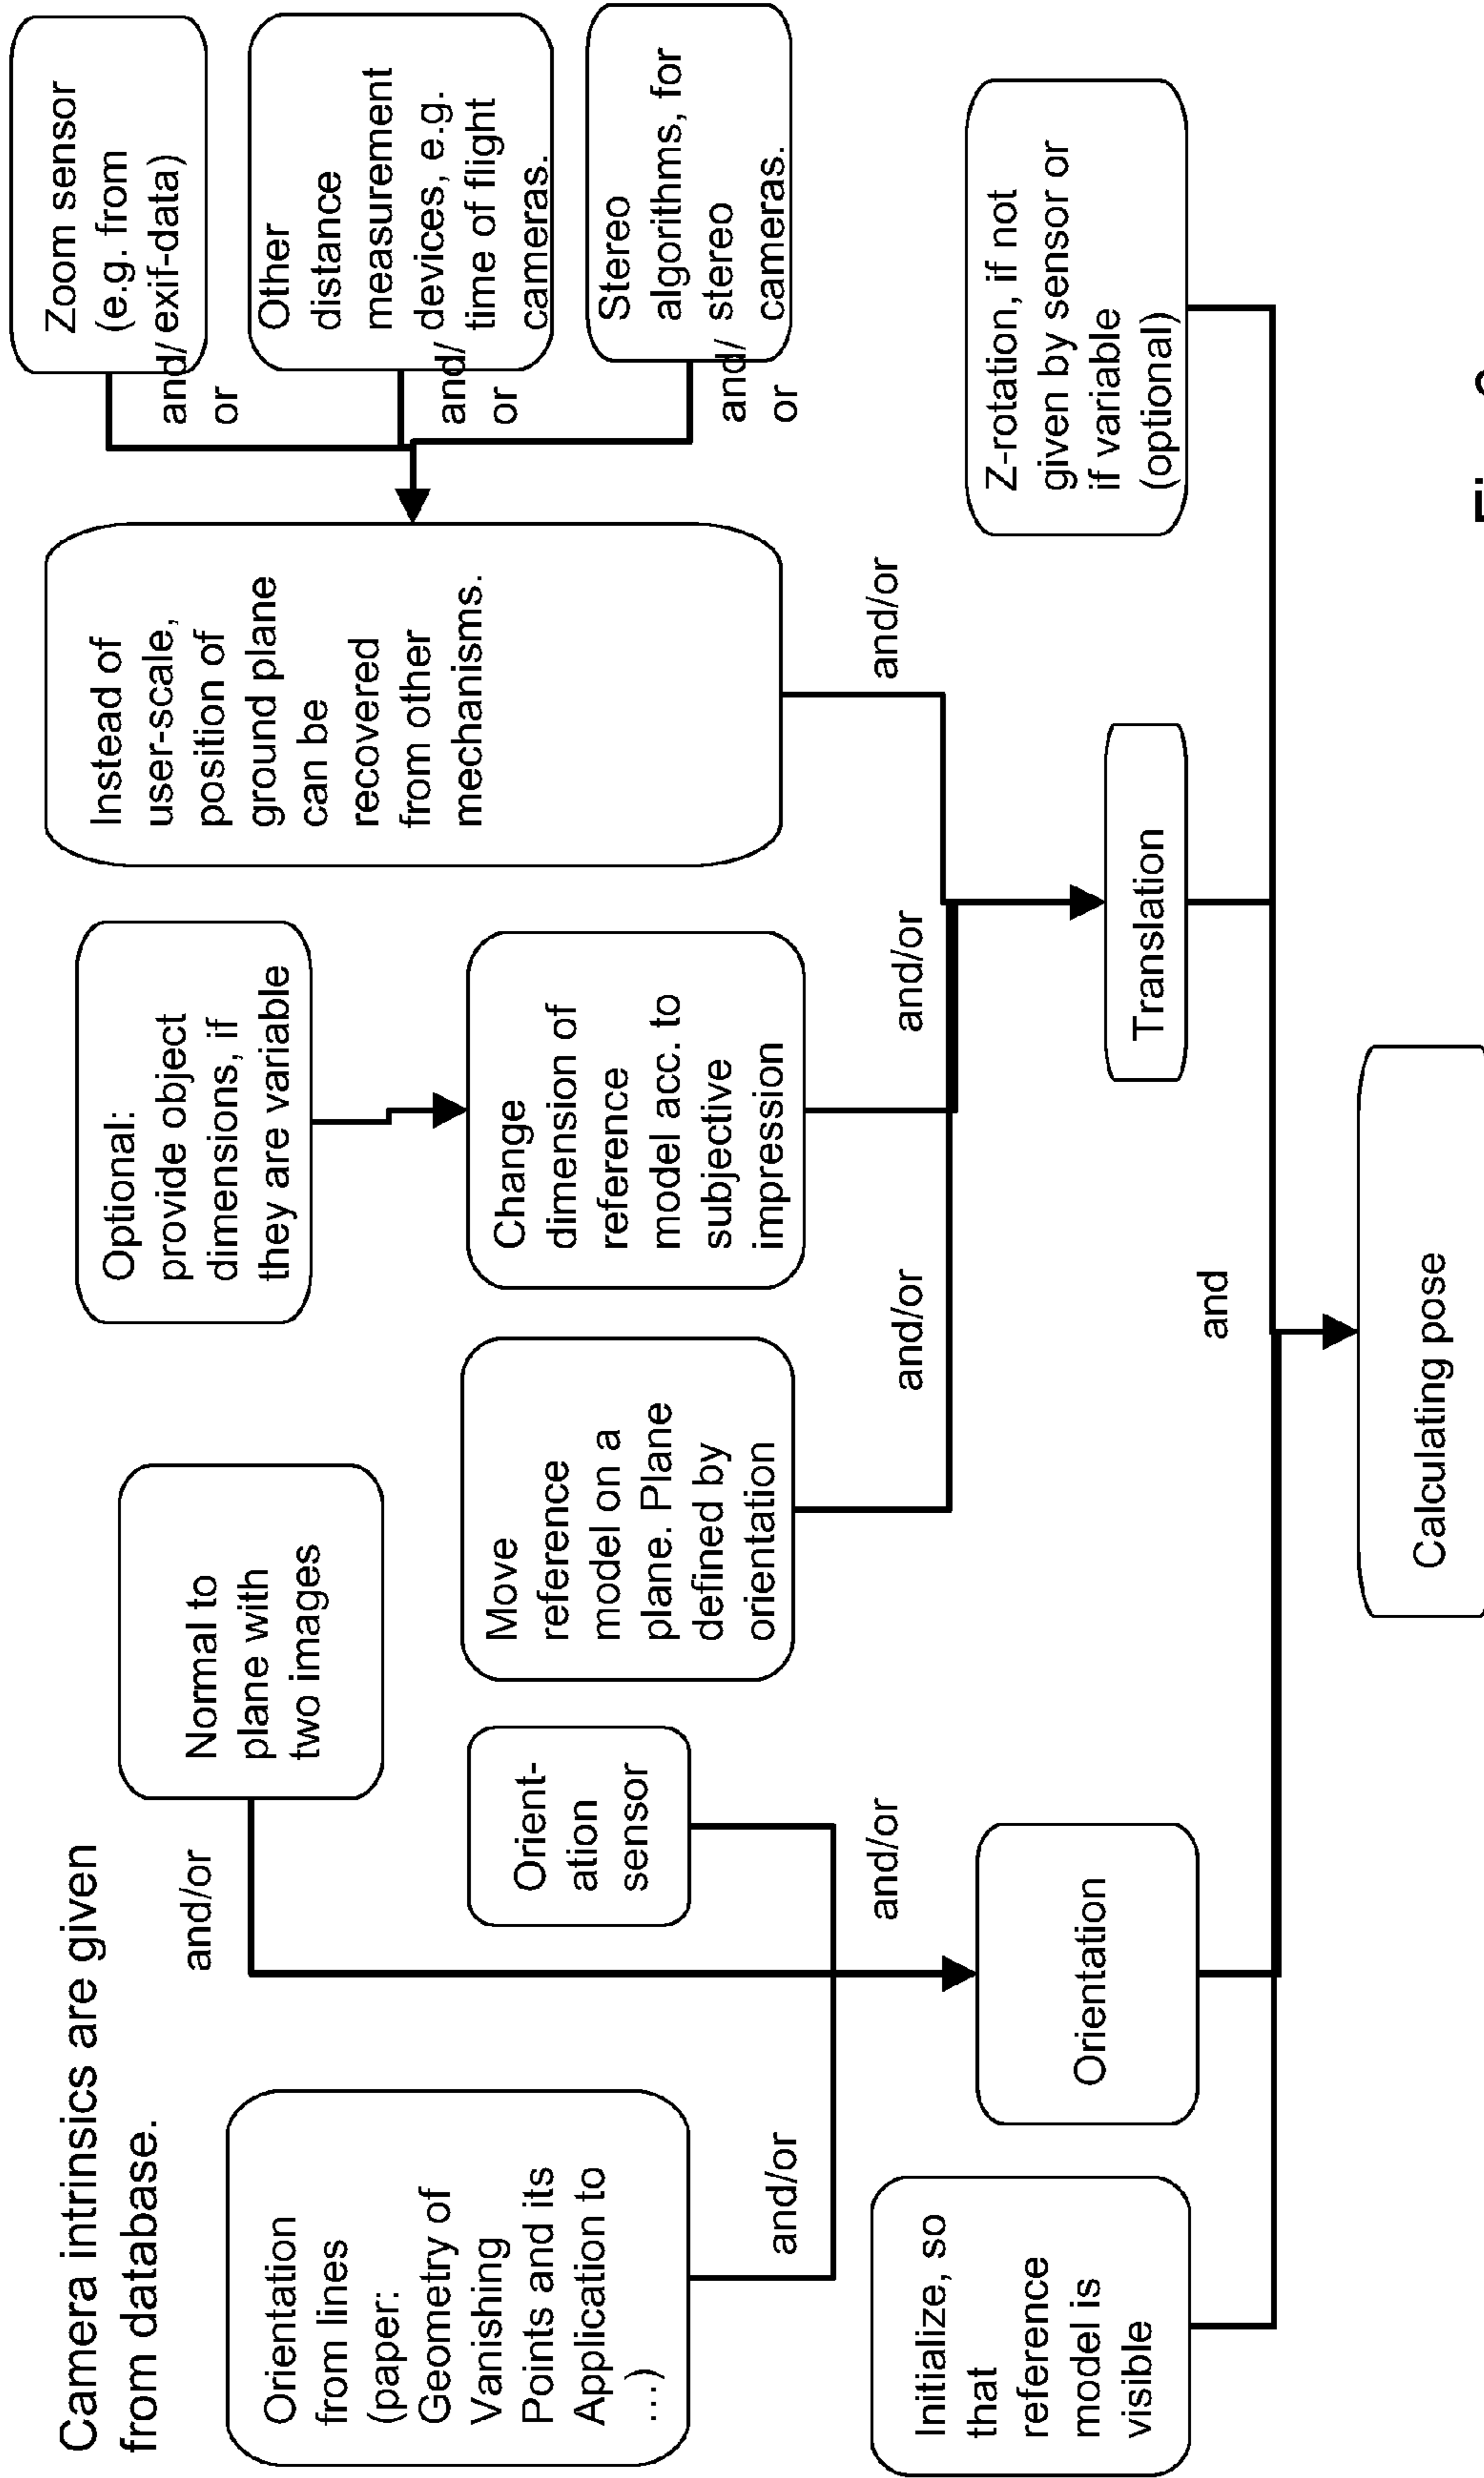 Camera intrinsics are given
from database.
and/or
Normal to
plane with
two images
Optional:
provide object
dimensions, if
they are variable
Instead of
user-scale,
position of
ground plane
can be
recovered
from other
mechanisms.
Zoom sensor
(e.g. from
exif-data)
and/
or
Other
distance
measurement
devices, e.g.
time of flight
cameras.
and/
or
Stereo
algorithms, for
stereo
cameras.
and/
or
Orientation
from lines
(paper:
Geometry of
Vanishing
Points and its
Application to
...)
and/or
Orient-
ation
sensor
and/or
Move
reference
model on a
plane. Plane
defined by
orientation
and/or
Change
dimension of
reference
model acc. to
subjective
impression
and/or
and/or
Initialize, so
that
reference
model is
visible
Orientation
Translation
Z-rotation, if not
given by sensor or
if variable
(optional)
and
Calculating pose